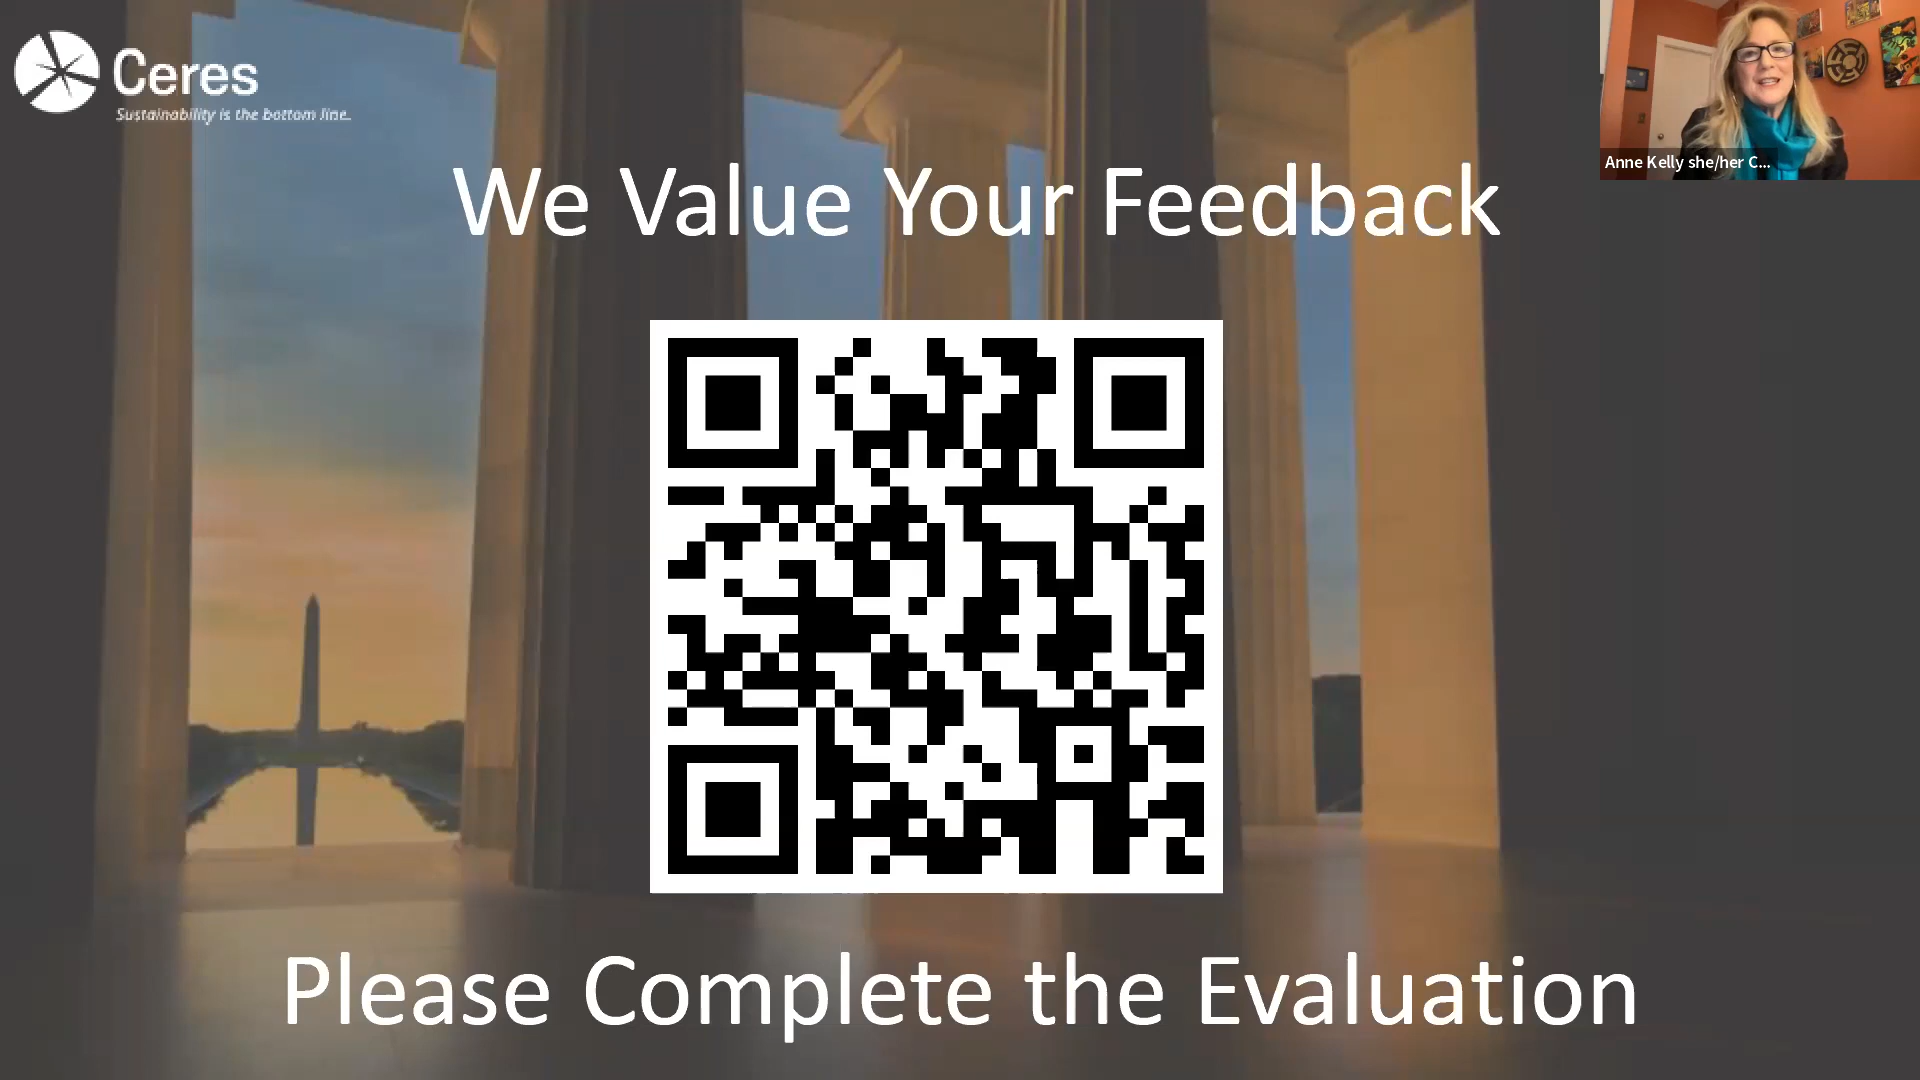 Ceres
Sustainability is the bottom line.
Anne Kelly she/her C...
We Value Your Feedback
Please Complete the Evaluation